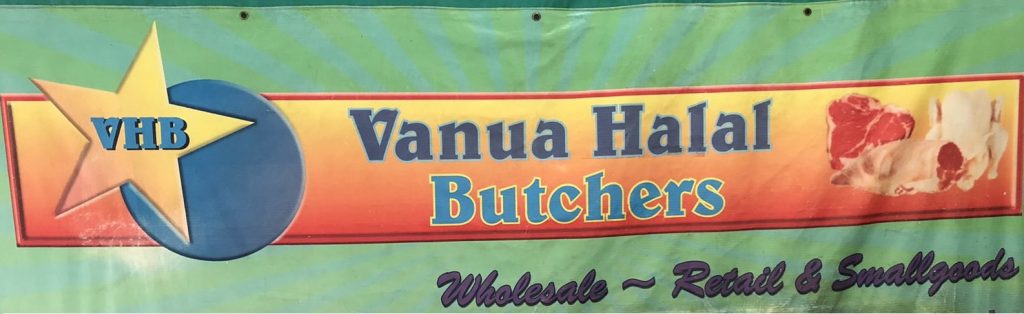 VHB
Vanua Halal
Butchers
Wholesale ~ Retail & Smallgoods